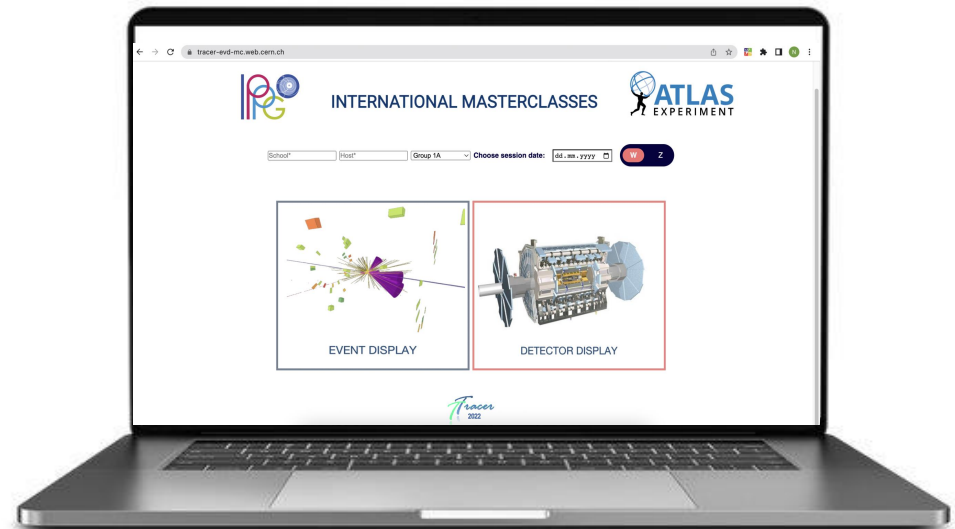 tracer-evd-mc.web.cern.ch
N
IPPOG
INTERNATIONAL MASTERCLASSES
ATLAS
EXPERIMENT
School*
Host*
Group 1A
Choose session date:
dd.mm.yyyy
W
Z
EVENT DISPLAY
DETECTOR DISPLAY
Tracer
2022